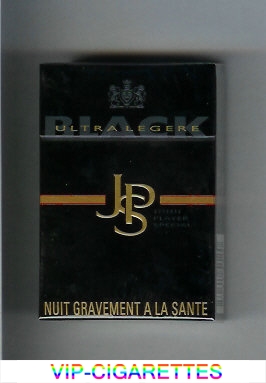 BLACK
ULTRA LEGERE
JPS
JOHN
PLAYER
SPECIAL
NUIT GRAVEMENT A LA SANTE
VIP-CIGARETTES